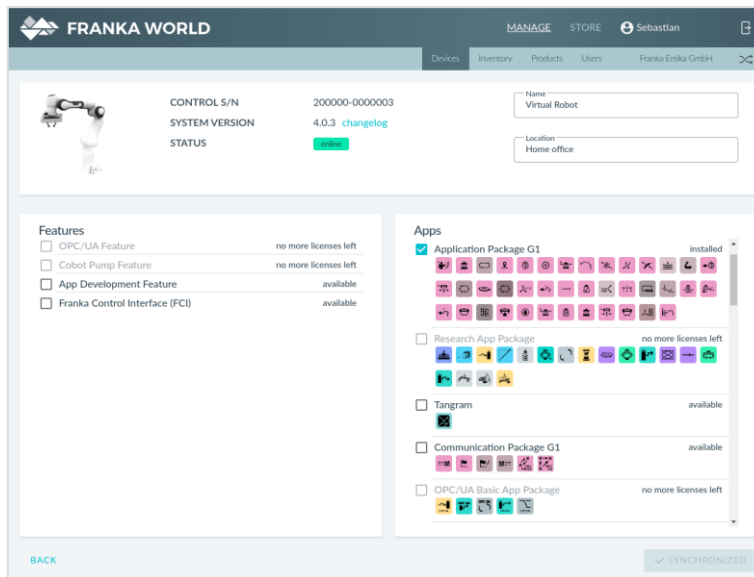 FRANKA WORLD
MANAGE STORE Sebastian
Devices Inventory Products Users Franka Emika GmbH
CONTROL S/N 200000-0000003
SYSTEM VERSION 4.0.3 changelog
STATUS online
Name
Virtual Robot
Location
Home office
Features
OPC/UA Feature no more licenses left
Cobot Pump Feature no more licenses left
App Development Feature available
Franka Control Interface (FCI) available
Apps
Application Package G1 installed
Research App Package no more licenses left
Tangram available
Communication Package G1 available
OPC/UA Basic App Package no more licenses left
BACK
SYNCHRONIZED